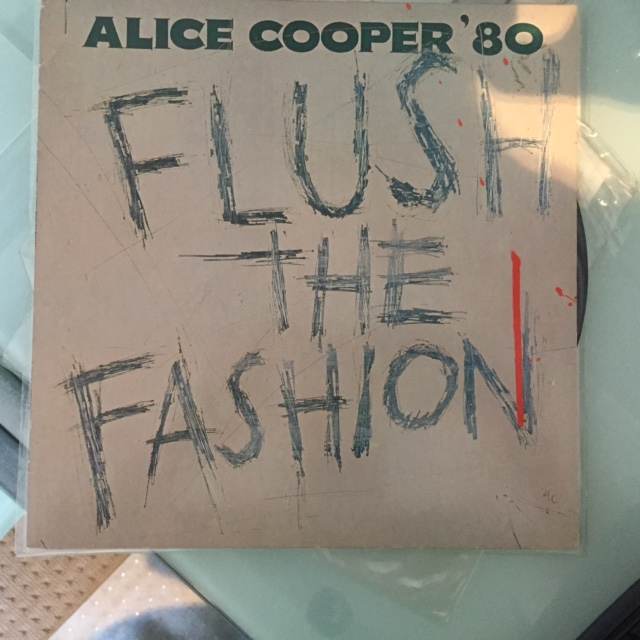 ALICE COOPER '80
FLUSH
THE
FASHION